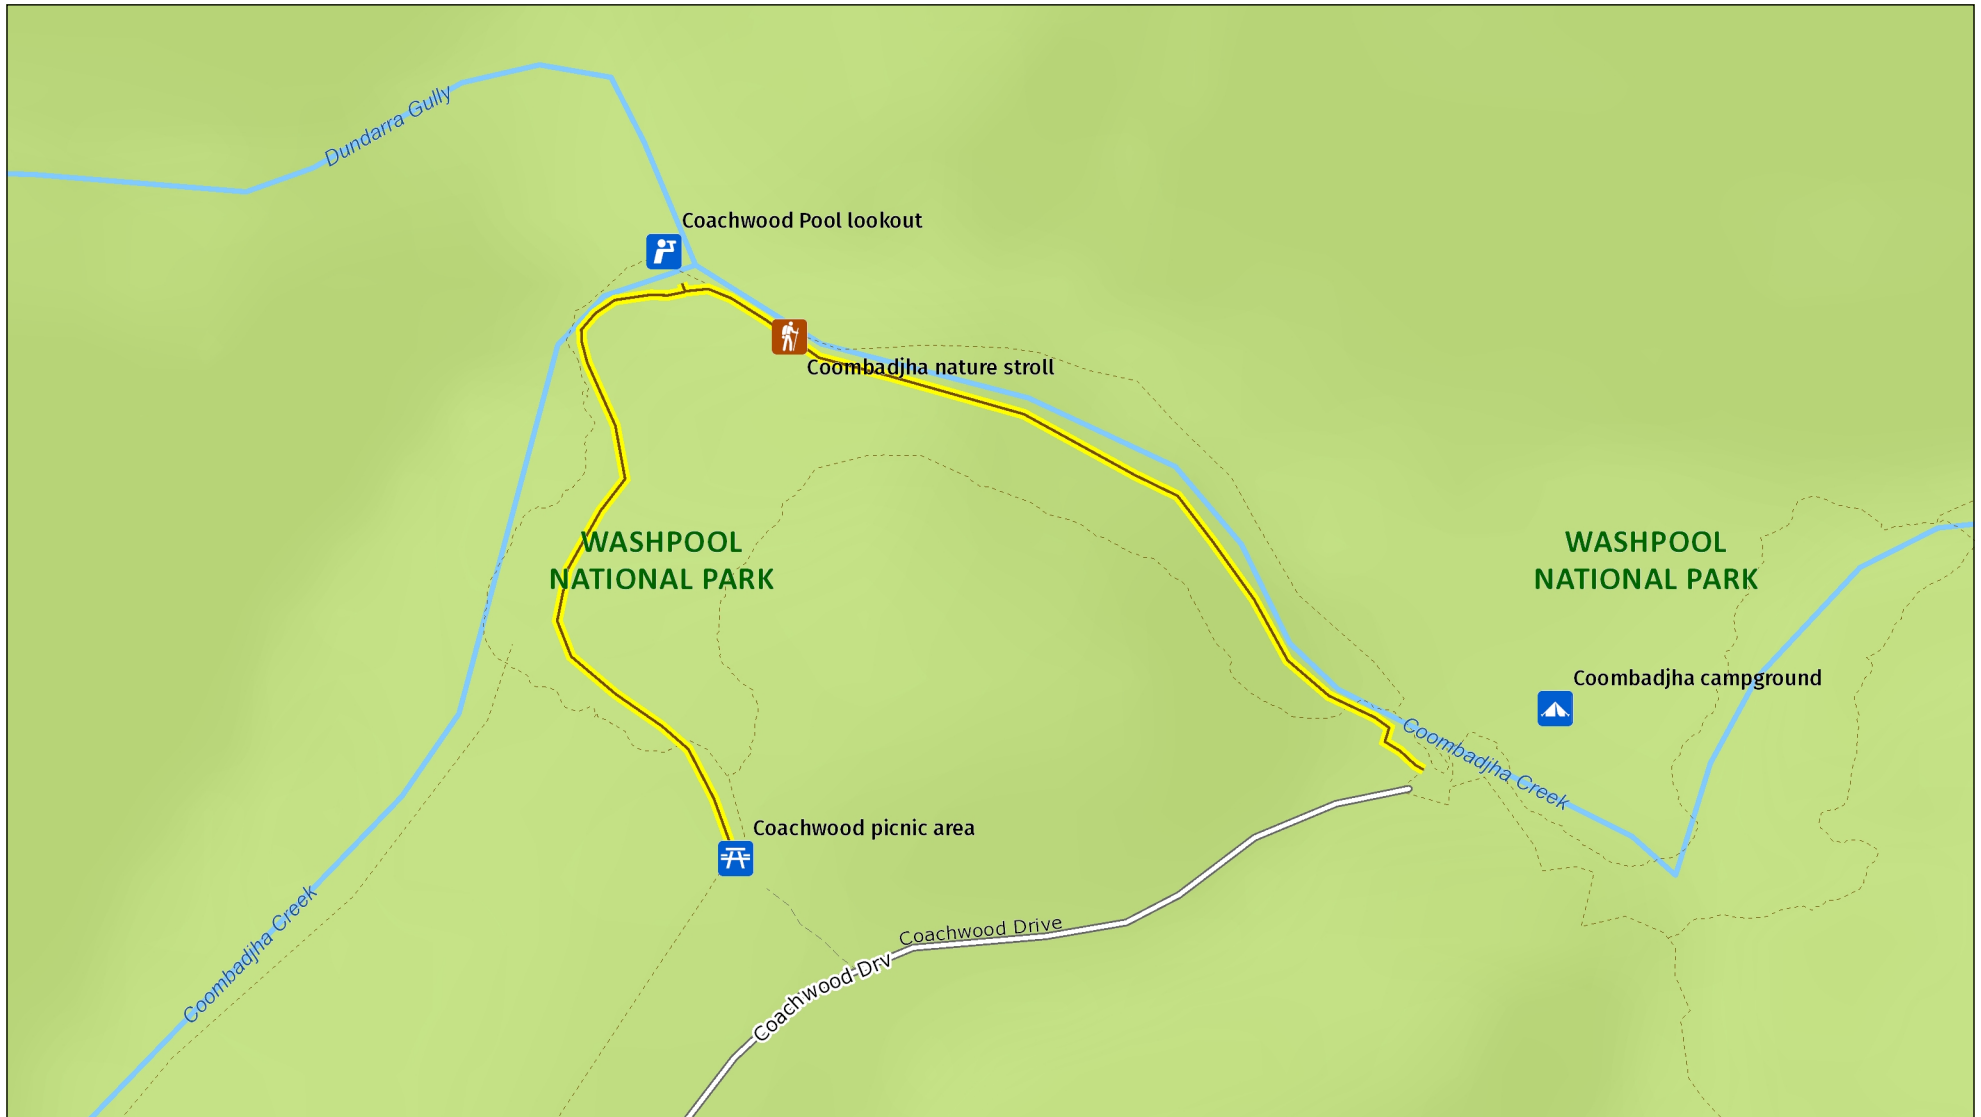 Dundarra Gully
Coachwood Pool lookout
Coombadjha nature stroll
WASHPOOL
NATIONAL PARK
WASHPOOL
NATIONAL PARK
Coombadjha campground
Coombadjha Creek
Coachwood picnic area
Coombadjha Creek
Coachwood Drive
Coachwood Drv